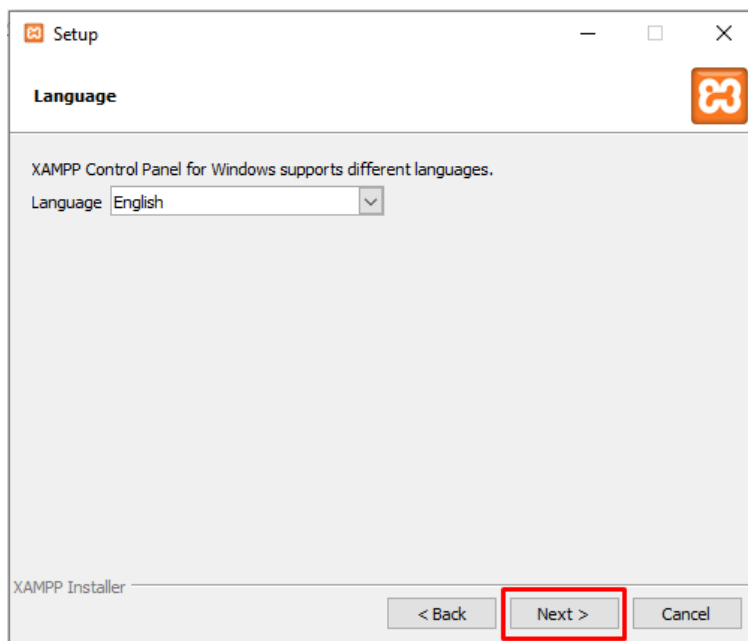 Setup
Language
XAMPP Control Panel for Windows supports different languages.
Language English
XAMPP Installer
< Back Next > Cancel